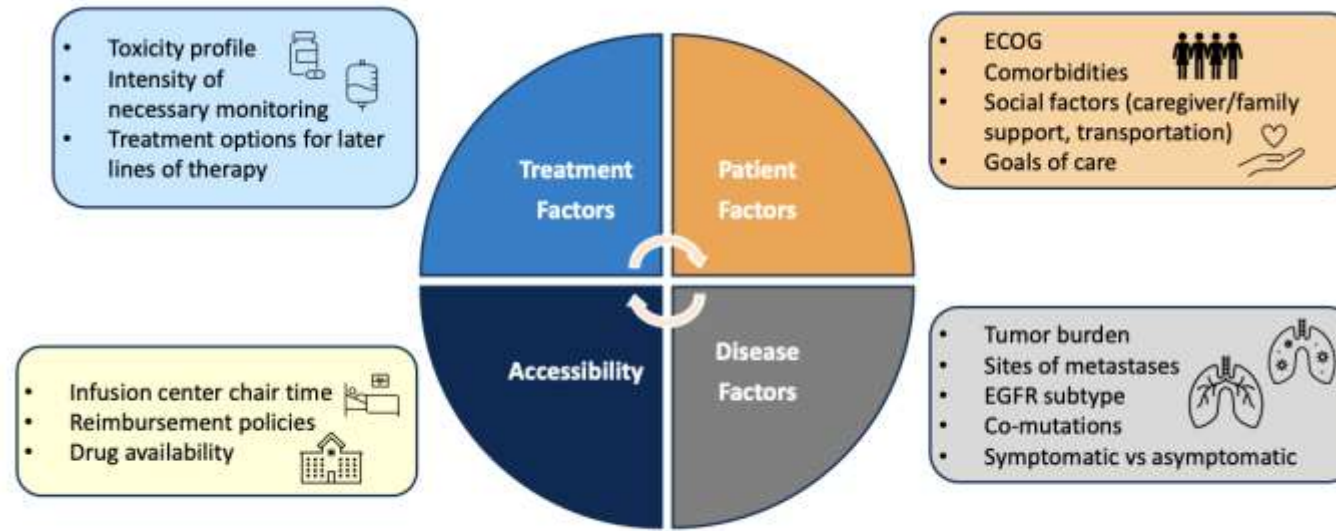 • Toxicity profile
• Intensity of
necessary monitoring
• Treatment options for later
lines of therapy
Treatment
Factors
Patient
Factors
• ECOG
• Comorbidities
• Social factors (caregiver/family
support, transportation)
• Goals of care
Accessibility
• Infusion center chair time
• Reimbursement policies
• Drug availability
Disease
Factors
• Tumor burden
• Sites of metastases
• EGFR subtype
• Co-mutations
• Symptomatic vs asymptomatic